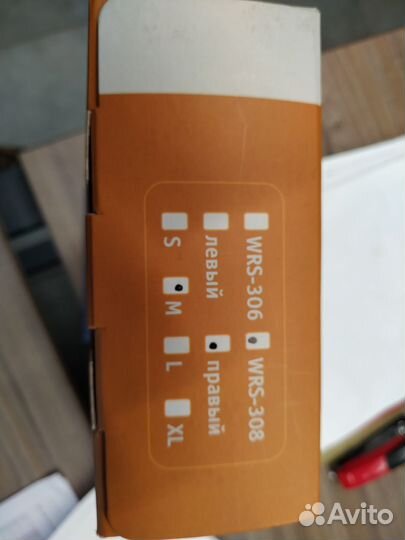 WRS-306 WRS-308
левый правый
S M L XL
Avito